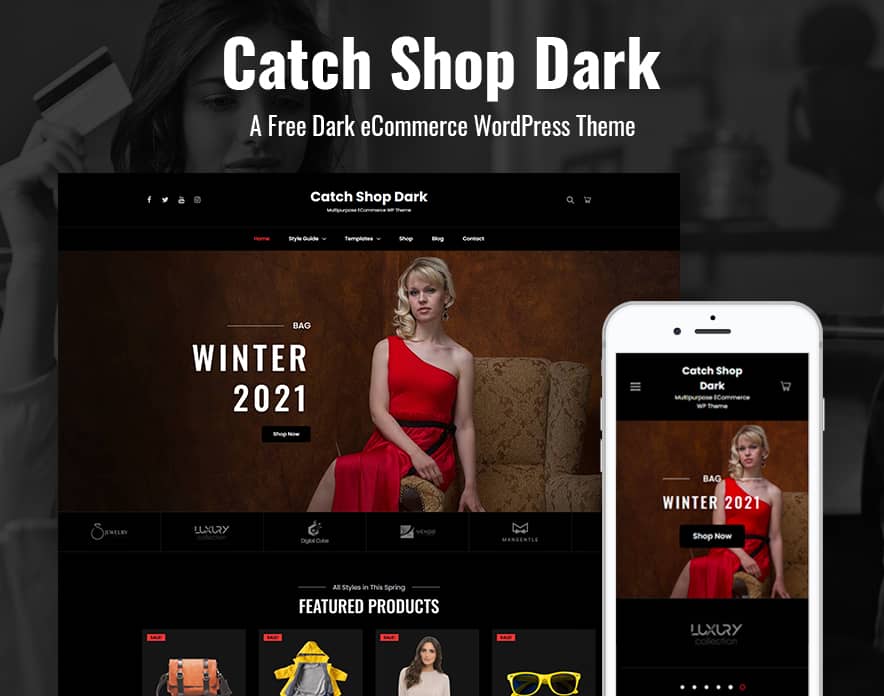 Catch Shop Dark
A Free Dark eCommerce WordPress Theme
Catch Shop Dark
Multipurpose ECommerce WP Theme
Home Style Guide Templates Shop Blog Contact
BAG
WINTER
2021
Shop Now
JEWELRY
LUXURY
collection
Digital Cube
MANGENTLE
All Styles in This Spring
FEATURED PRODUCTS
SALE! SALE! SALE! SALE!
Catch Shop
Dark
Multipurpose ECommerce
WP Theme
BAG
WINTER 2021
Shop Now
LUXURY
collection